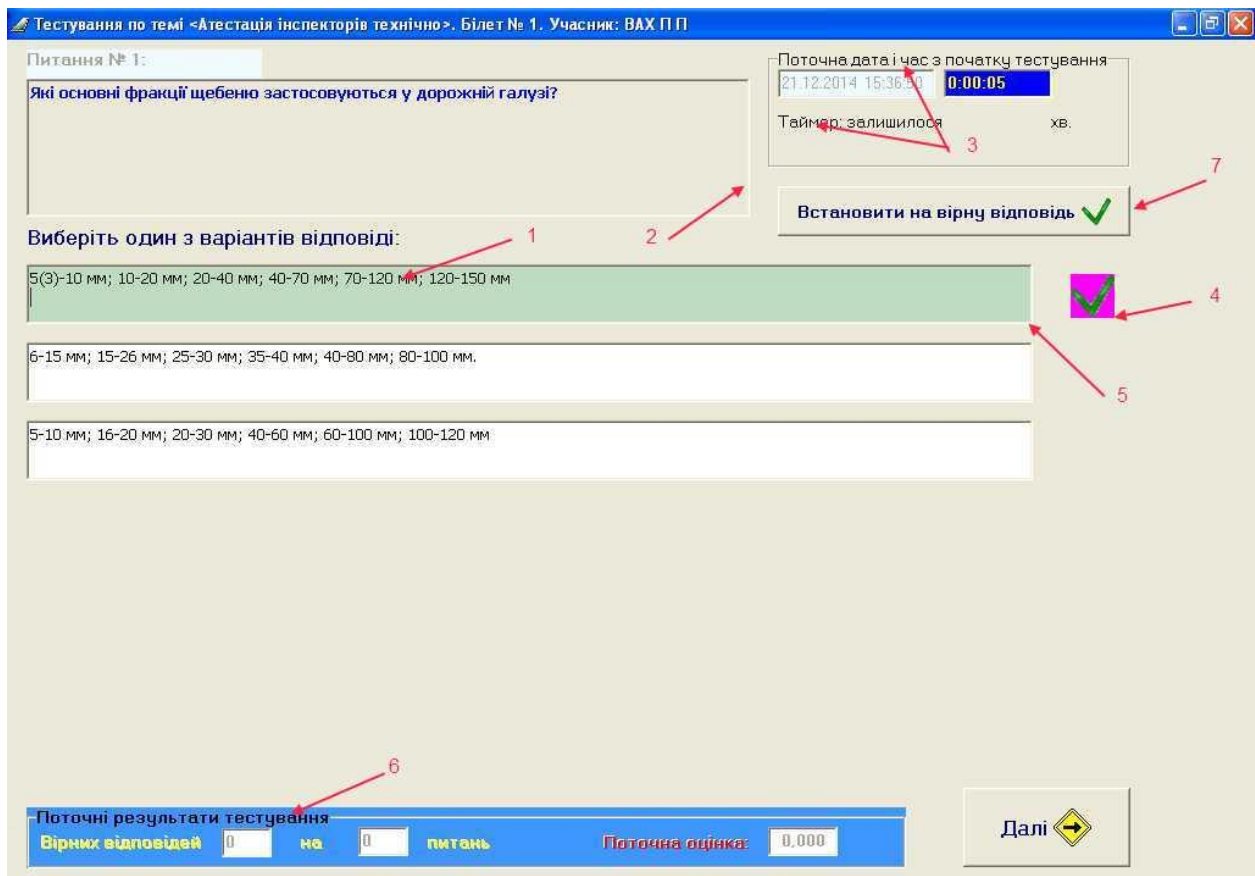 Тестування по темі <Атестація інспекторів технічно>. Білет № 1. Учасник: ВАХ П П
Питання № 1:
Які основні фракції щебеню застосовуються у дорожній галузі?
Поточна дата і час з початку тестування
21.12.2014 15:36:50 0:00:05
Таймер: залишилося хв.
3
7
Встановити на вірну відповідь
Виберіть один з варіантів відповіді:
1
2
5(3)-10 мм; 10-20 мм; 20-40 мм; 40-70 мм; 70-120 мм; 120-150 мм
4
6-15 мм; 15-26 мм; 25-30 мм; 35-40 мм; 40-80 мм; 80-100 мм.
5
5-10 мм; 16-20 мм; 20-30 мм; 40-60 мм; 60-100 мм; 100-120 мм
6
Поточні результати тестування
Вірних відповідей 0 на 0 питань Поточна оцінка: 0,000
Далі